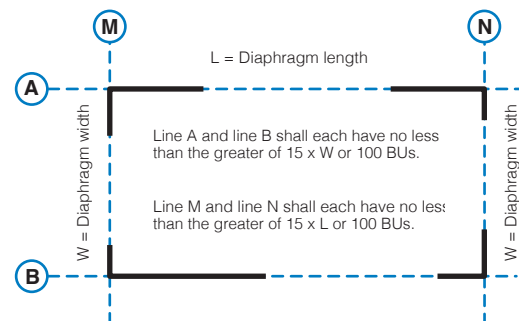 M
N
L = Diaphragm length
A
W = Diaphragm width
Line A and line B shall each have no less
than the greater of 15 x W or 100 BUs.
Line M and line N shall each have no less
than the greater of 15 x L or 100 BUs.
W = Diaphragm width
B